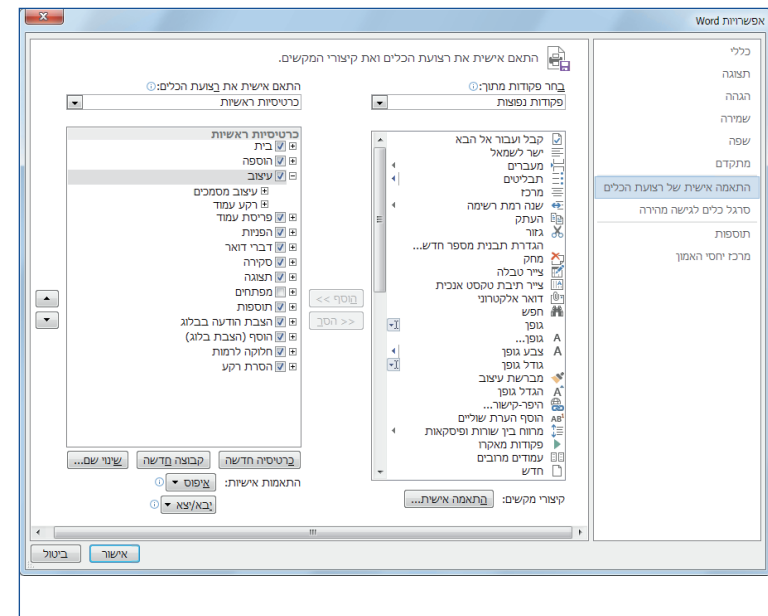 אפשרויות Word
כללי
תצוגה
הגהה
שמירה
שפה
מתקדם
התאמה אישית של רצועת הכלים
סרגל כלים לגישה מהירה
תוספות
מרכז יחסי האמון
התאם אישית את רצועת הכלים ואת קיצורי המקשים.
בחר פקודות מתוך:
פקודות נפוצות
קבל ועבור אל הבא
ישר לשמאל
מעברים
תבליטים
מרכז
שנה רמת רשימה
העתק
גזור
הגדרת תבנית מספר חדש...
מחק
צייר טבלה
צייר תיבת טקסט אנכית
דואר אלקטרוני
חפש
גופן
גופן...
צבע גופן
גודל גופן
מברשת עיצוב
הגדל גופן
היפר-קישור...
הוסף הערת שוליים
מרווח בין שורות ופיסקאות
פקודות מאקרו
עמודים מרובים
חדש
קיצורי מקשים: התאמה אישית...
הוסף >>
<< הסר
התאם אישית את רצועת הכלים:
כרטיסיות ראשיות
כרטיסיות ראשיות
בית
הוספה
עיצוב
עיצוב מסמכים
רקע עמוד
פריסת עמוד
הפניות
דברי דואר
סקירה
תצוגה
מפתחים
תוספות
הצבת הודעה בבלוג
הוסף (הצבת בלוג)
חלוקה לרמות
הסרת רקע
כרטיסיה חדשה קבוצה חדשה שינוי שם...
התאמות אישיות: איפוס
יבא/יצא
אישור ביטול